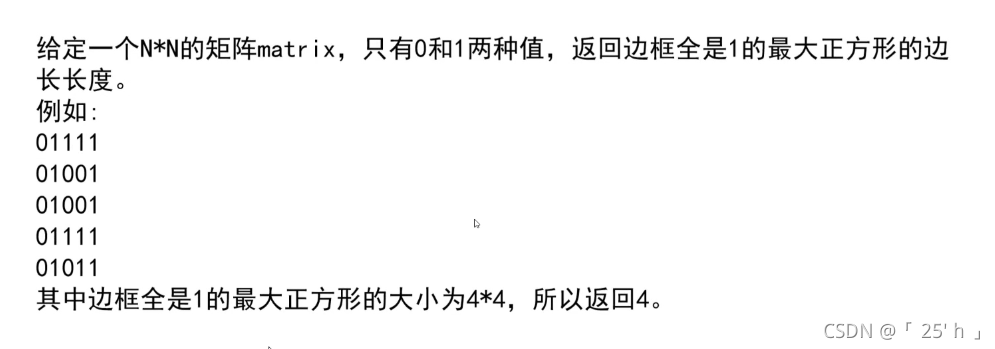 给定一个N*N的矩阵matrix，只有0和1两种值，返回边框全是1的最大正方形的边
长长度。
例如：
01111
01001
01001
01111
01011
其中边框全是1的最大正方形的大小为4*4，所以返回4。
CSDN @「 25' h 」